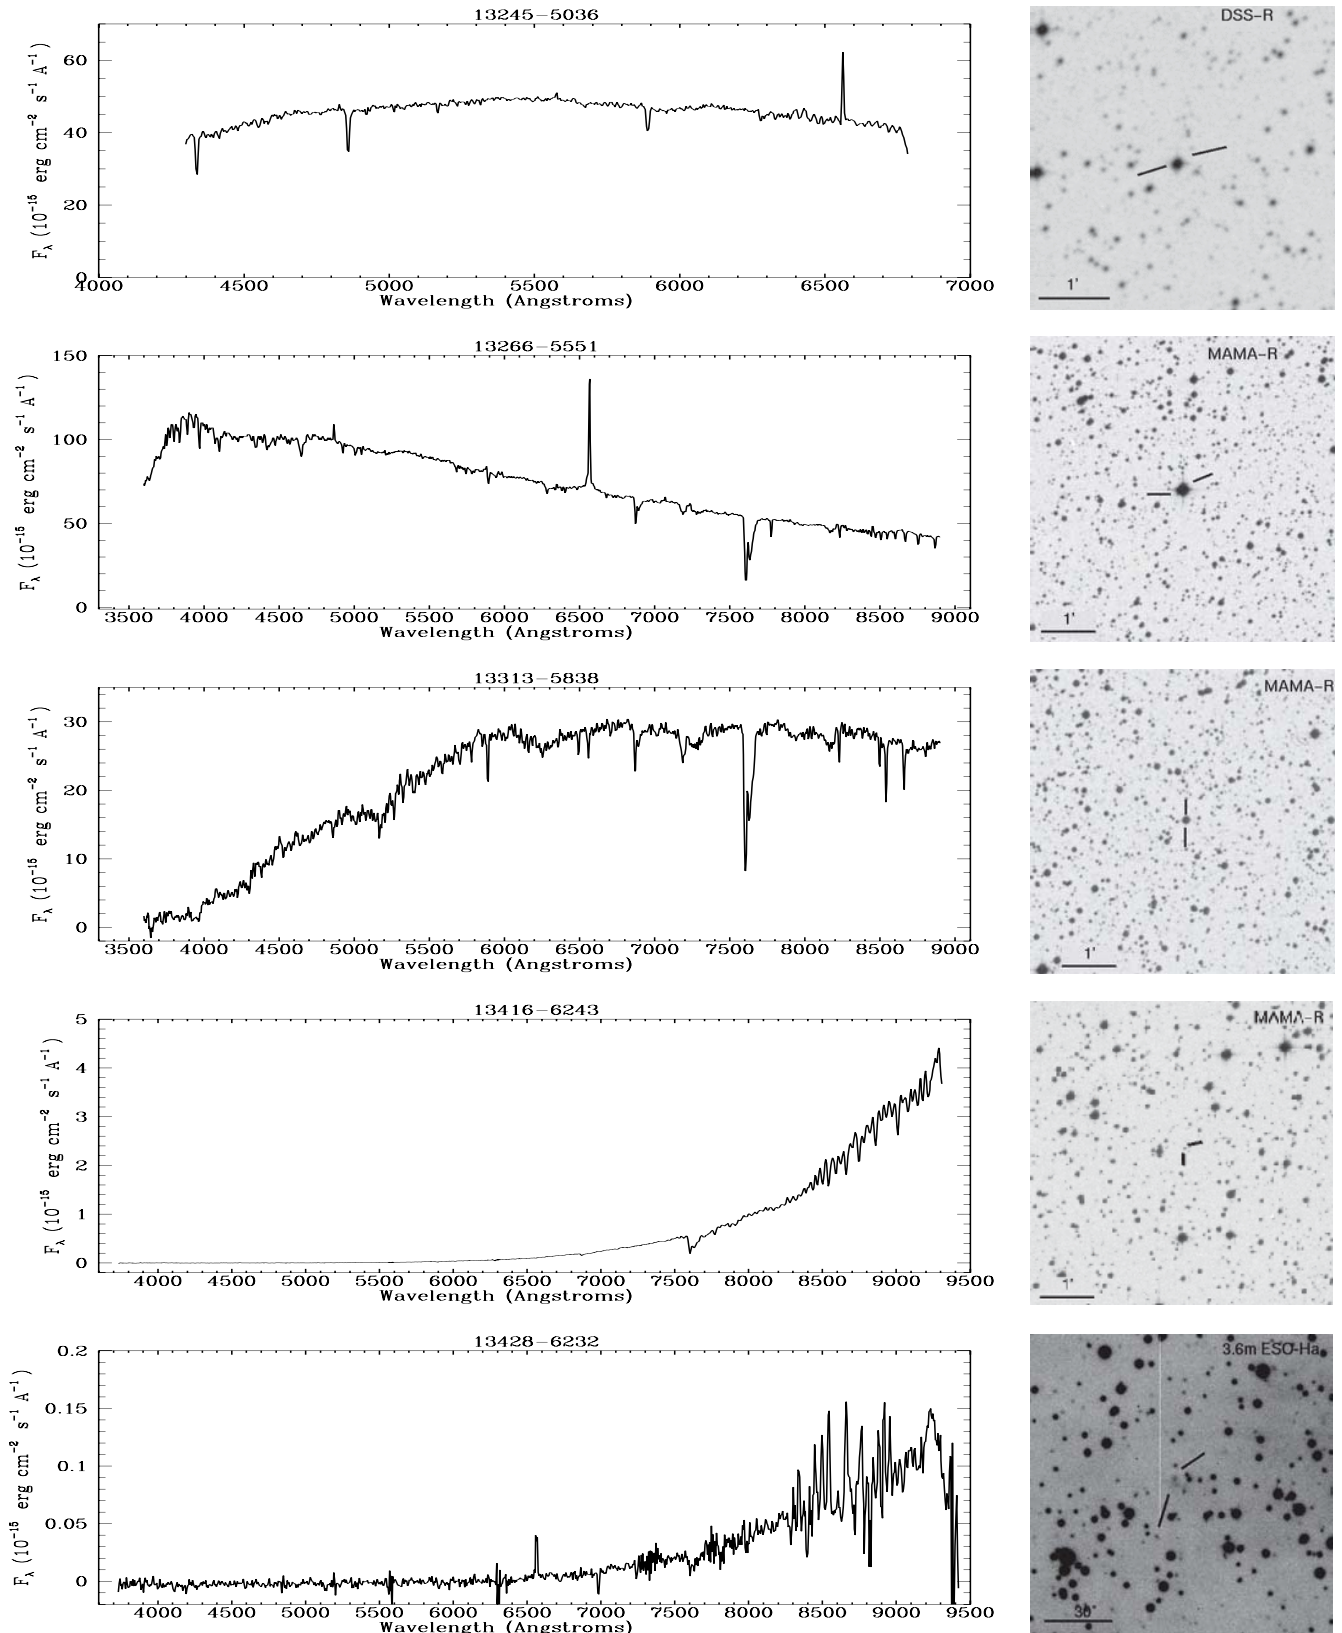 13245-5036
DSS-R
F_λ (10^-15 erg cm^-2 s^-1 A^-1)
60
40
20
0
4000 4500 5000 5500 6000 6500 7000
Wavelength (Angstroms)
1'
13266-5551
MAMA-R
F_λ (10^-15 erg cm^-2 s^-1 A^-1)
150
100
50
0
3500 4000 4500 5000 5500 6000 6500 7000 7500 8000 8500 9000
Wavelength (Angstroms)
1'
13313-5838
MAMA-R
F_λ (10^-15 erg cm^-2 s^-1 A^-1)
30
20
10
0
3500 4000 4500 5000 5500 6000 6500 7000 7500 8000 8500 9000
Wavelength (Angstroms)
1'
13416-6243
MAMA-R
F_λ (10^-15 erg cm^-2 s^-1 A^-1)
5
4
3
2
1
0
4000 4500 5000 5500 6000 6500 7000 7500 8000 8500 9000 9500
Wavelength (Angstroms)
1'
13428-6232
3.6m ESO-Ha
F_λ (10^-15 erg cm^-2 s^-1 A^-1)
0.2
0.15
0.1
0.05
0
4000 4500 5000 5500 6000 6500 7000 7500 8000 8500 9000 9500
Wavelength (Angstroms)
30"